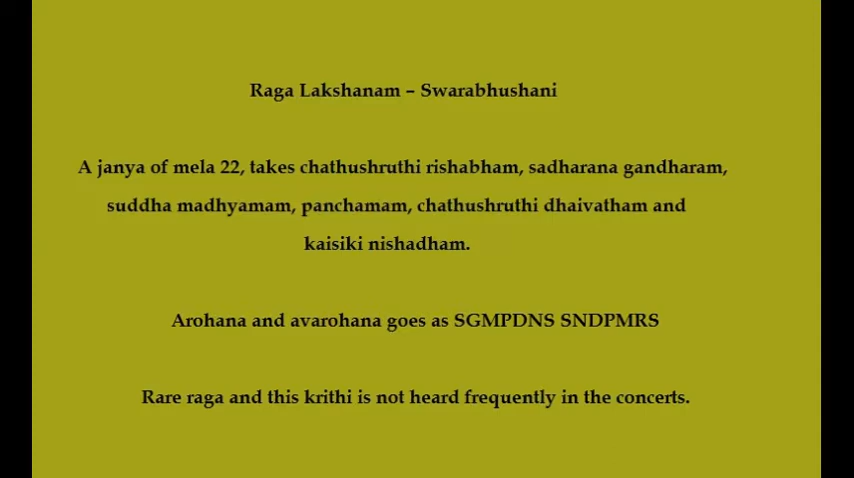 Raga Lakshanam – Swarabhushani
A janya of mela 22, takes chathushruthi rishabham, sadharana gandharam,
suddha madhyamam, panchamam, chathushruthi dhaivatham and
kaisiki nishadham.
Arohana and avarohana goes as SGMPDNS SNDPMRS
Rare raga and this krithi is not heard frequently in the concerts.